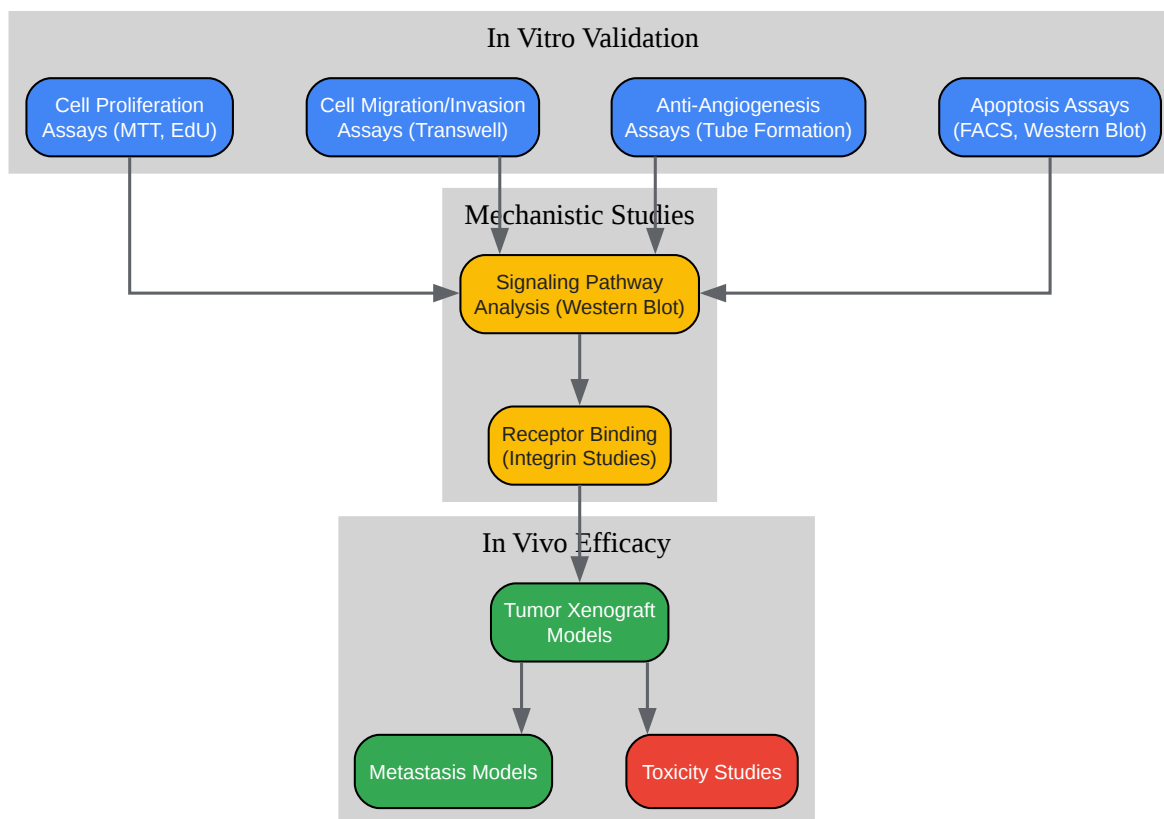 In Vitro Validation
Cell Proliferation
Assays (MTT, EdU)
Cell Migration/Invasion
Assays (Transwell)
Anti-Angiogenesis
Assays (Tube Formation)
Apoptosis Assays
(FACS, Western Blot)
Mechanistic Studies
Signaling Pathway
Analysis (Western Blot)
Receptor Binding
(Integrin Studies)
In Vivo Efficacy
Tumor Xenograft
Models
Metastasis Models
Toxicity Studies